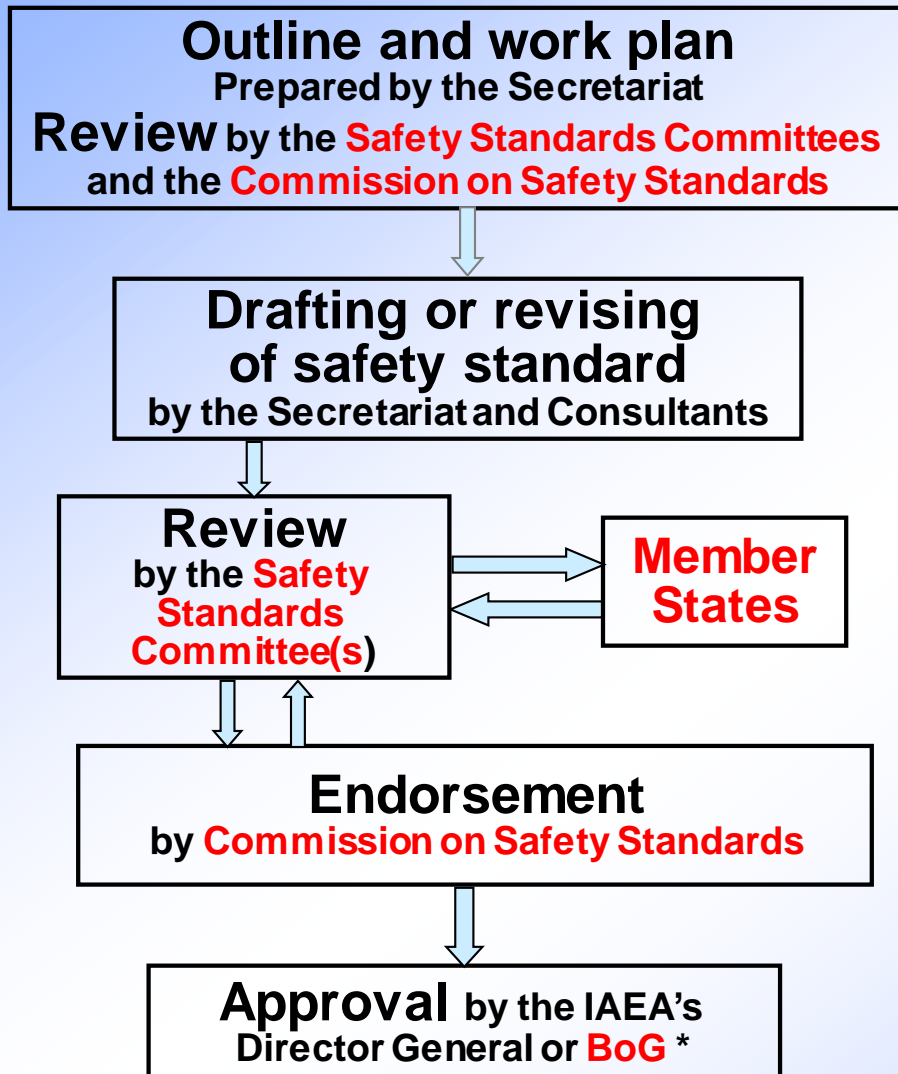 Outline and work plan
Prepared by the Secretariat
Review by the Safety Standards Committees
and the Commission on Safety Standards
Drafting or revising
of safety standard
by the Secretariat and Consultants
Review
by the Safety
Standards
Committee(s)
Member
States
Endorsement
by Commission on Safety Standards
Approval by the IAEA's
Director General or BoG *